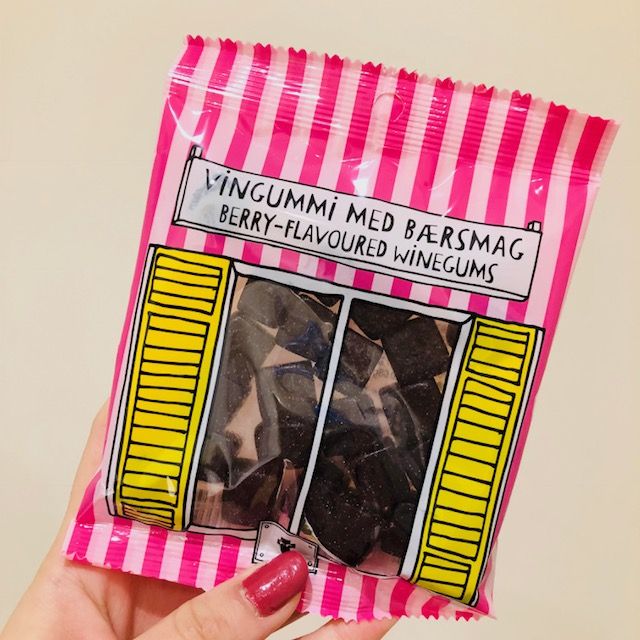 ViNGUMMi MED BÆRSMAG
BERRY-FLAVOURED WiNEGUMS